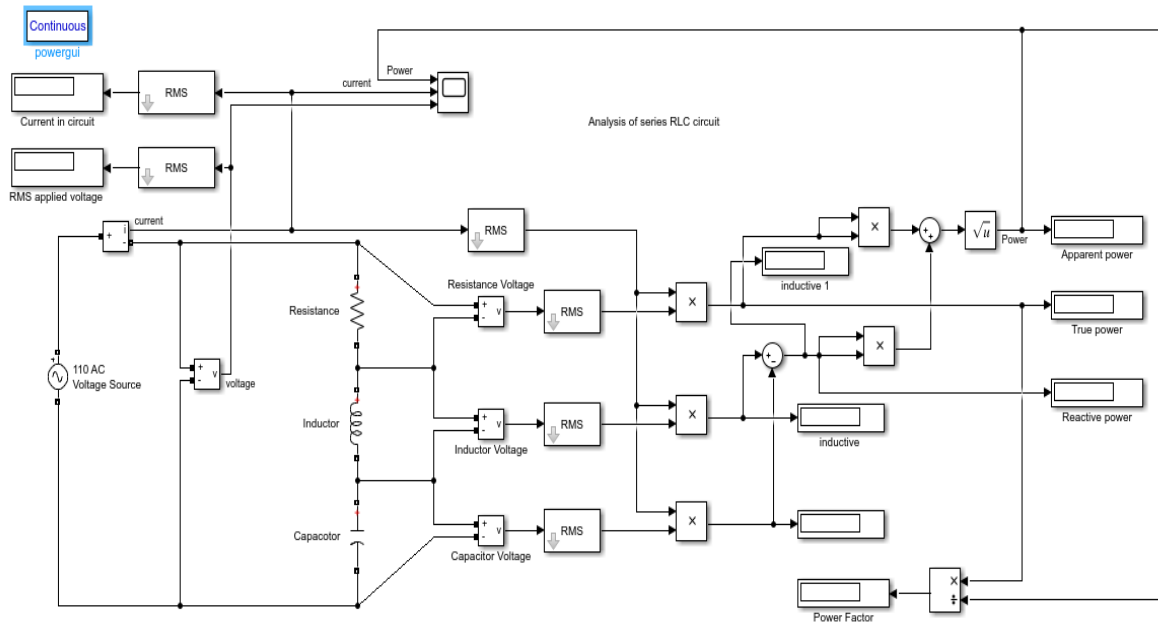 Continuous
powergui
Power
current
RMS
Current in circuit
Analysis of series RLC circuit
RMS
RMS applied voltage
current
+
i
-
RMS
×
+
+
√u
Power
Apparent power
inductive 1
Resistance Voltage
Resistance
+
-
v
RMS
×
True power
110 AC
Voltage Source
+
-
v
voltage
+
-
×
Reactive power
Inductor
+
-
v
RMS
×
inductive
Inductor Voltage
Capacotor
+
-
v
RMS
×
Capacitor Voltage
×
÷
Power Factor